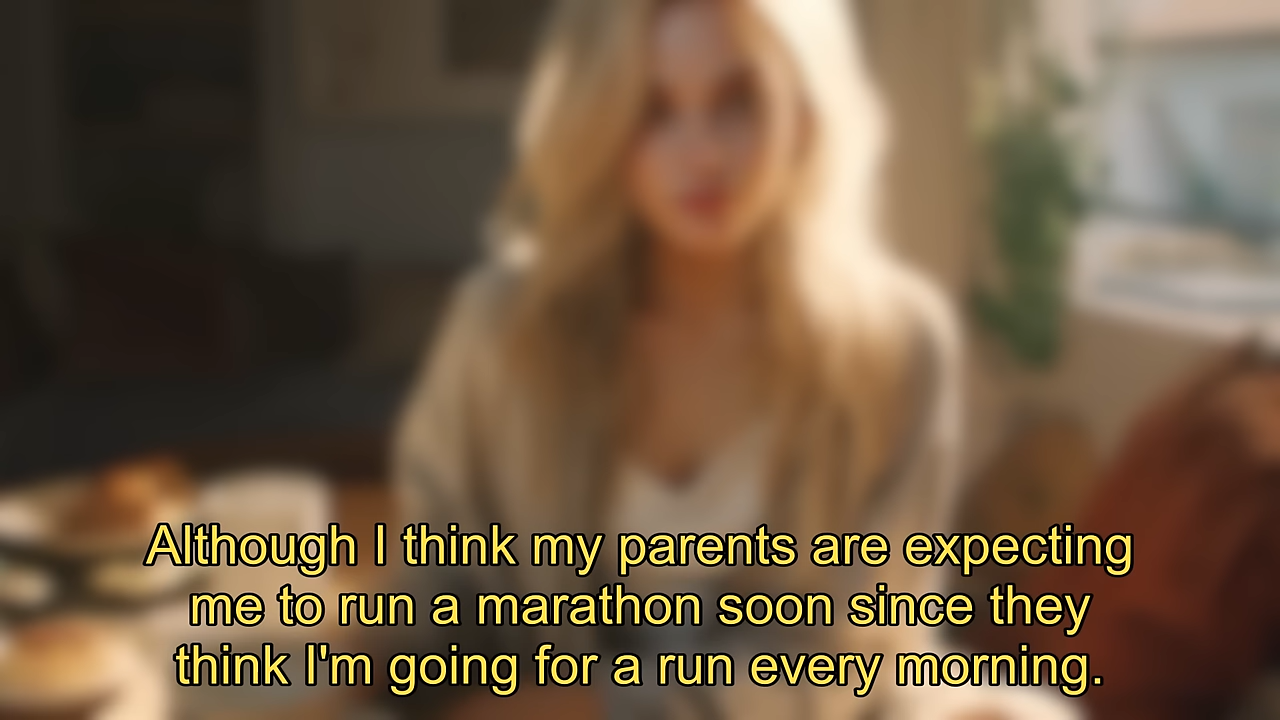 Although I think my parents are expecting
me to run a marathon soon since they
think I'm going for a run every morning.